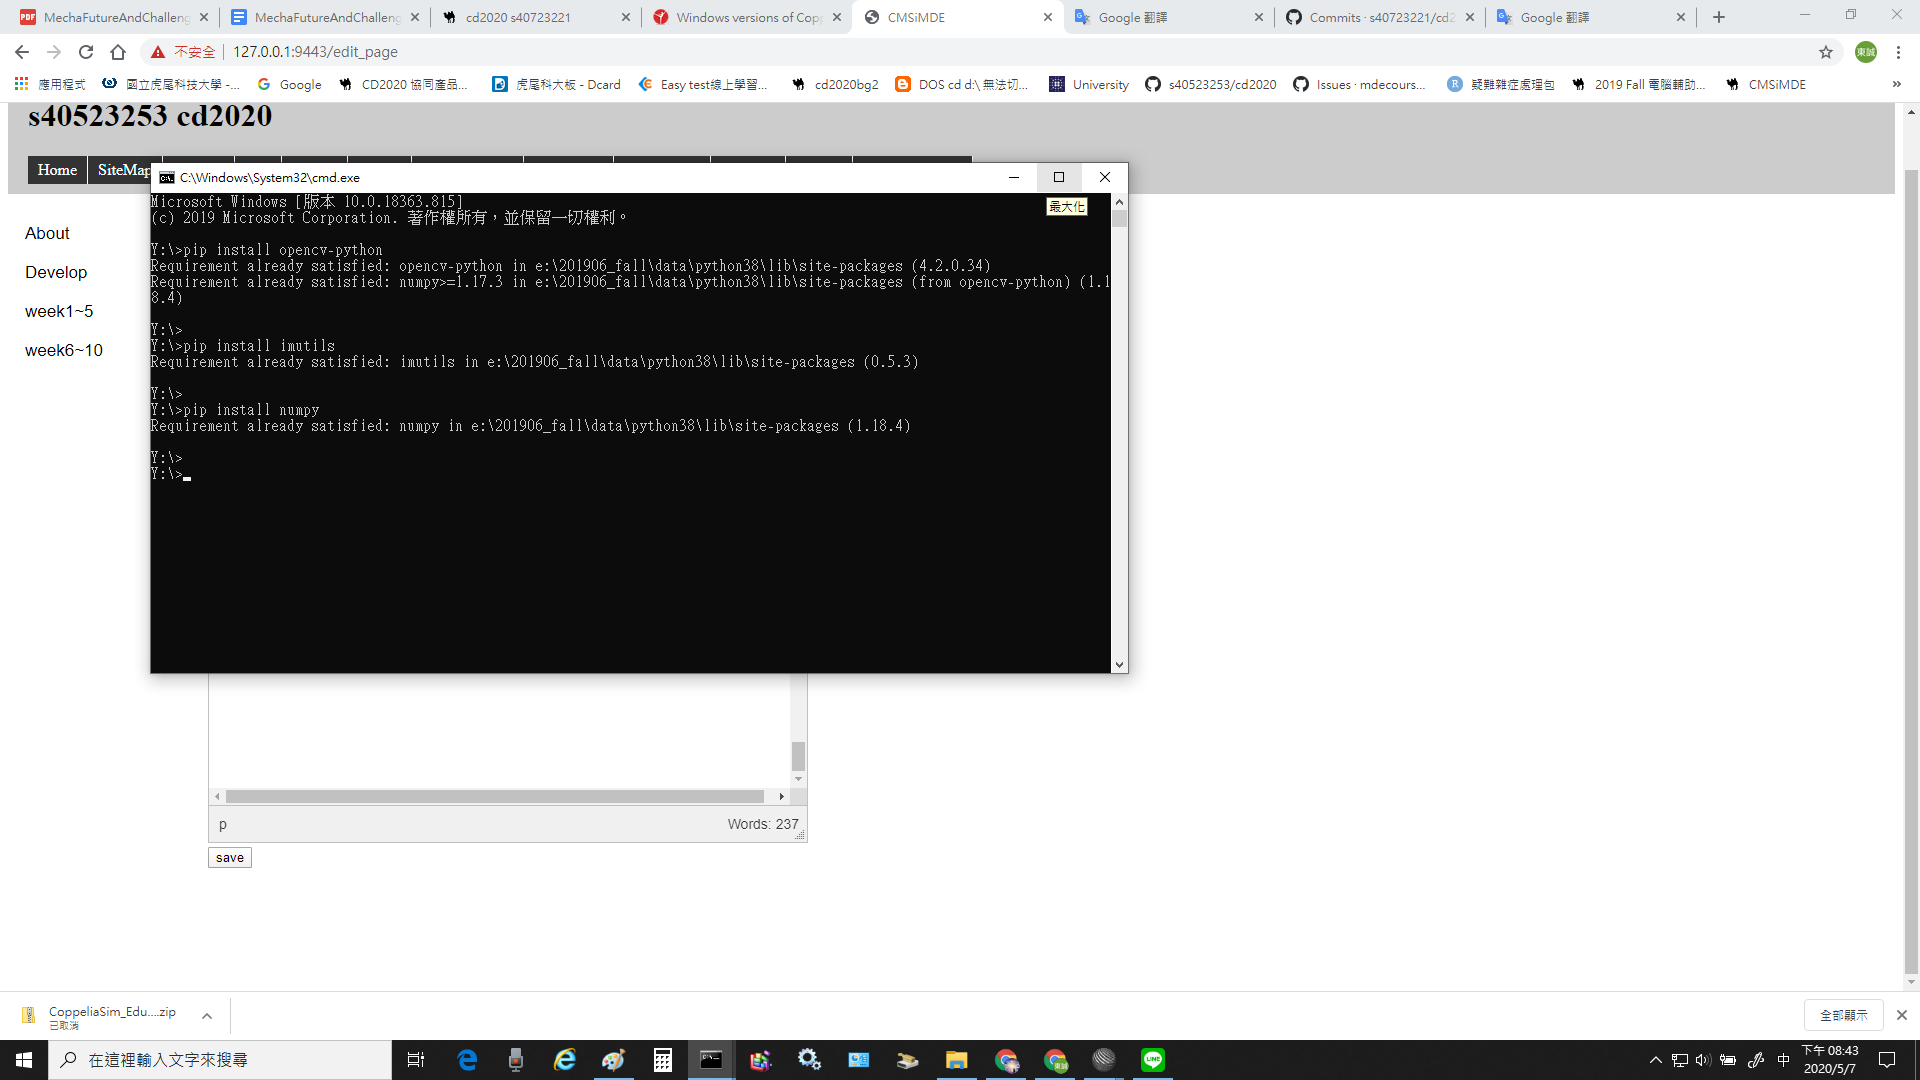 MechaFutureAndChalleng
MechaFutureAndChalleng
cd2020 s40723221
Windows versions of Copp
CMSiMDE
Google 翻譯
Commits · s40723221/cd2
Google 翻譯
不安全
127.0.0.1:9443/edit_page
東誠
應用程式
國立虎尾科技大學 -...
Google
CD2020 協同產品...
虎尾科大板 - Dcard
Easy test線上學習...
cd2020bg2
DOS cd d:\ 無法切...
University
s40523253/cd2020
Issues · mdecours...
疑難雜症處理包
2019 Fall 電腦輔助...
CMSiMDE
»
s40523253 cd2020
Home
SiteMap
C:\Windows\System32\cmd.exe
最大化
Microsoft Windows [版本 10.0.18363.815]
(c) 2019 Microsoft Corporation. 著作權所有，並保留一切權利。
Y:\>pip install opencv-python
Requirement already satisfied: opencv-python in e:\201906_fall\data\python38\lib\site-packages (4.2.0.34)
Requirement already satisfied: numpy>=1.17.3 in e:\201906_fall\data\python38\lib\site-packages (from opencv-python) (1.1
8.4)
Y:\>
Y:\>pip install imutils
Requirement already satisfied: imutils in e:\201906_fall\data\python38\lib\site-packages (0.5.3)
Y:\>
Y:\>pip install numpy
Requirement already satisfied: numpy in e:\201906_fall\data\python38\lib\site-packages (1.18.4)
Y:\>
Y:\>
About
Develop
week1~5
week6~10
p
Words: 237
save
CoppeliaSim_Edu....zip
已取消
全部顯示
在這裡輸入文字來搜尋
中
下午 08:43
2020/5/7